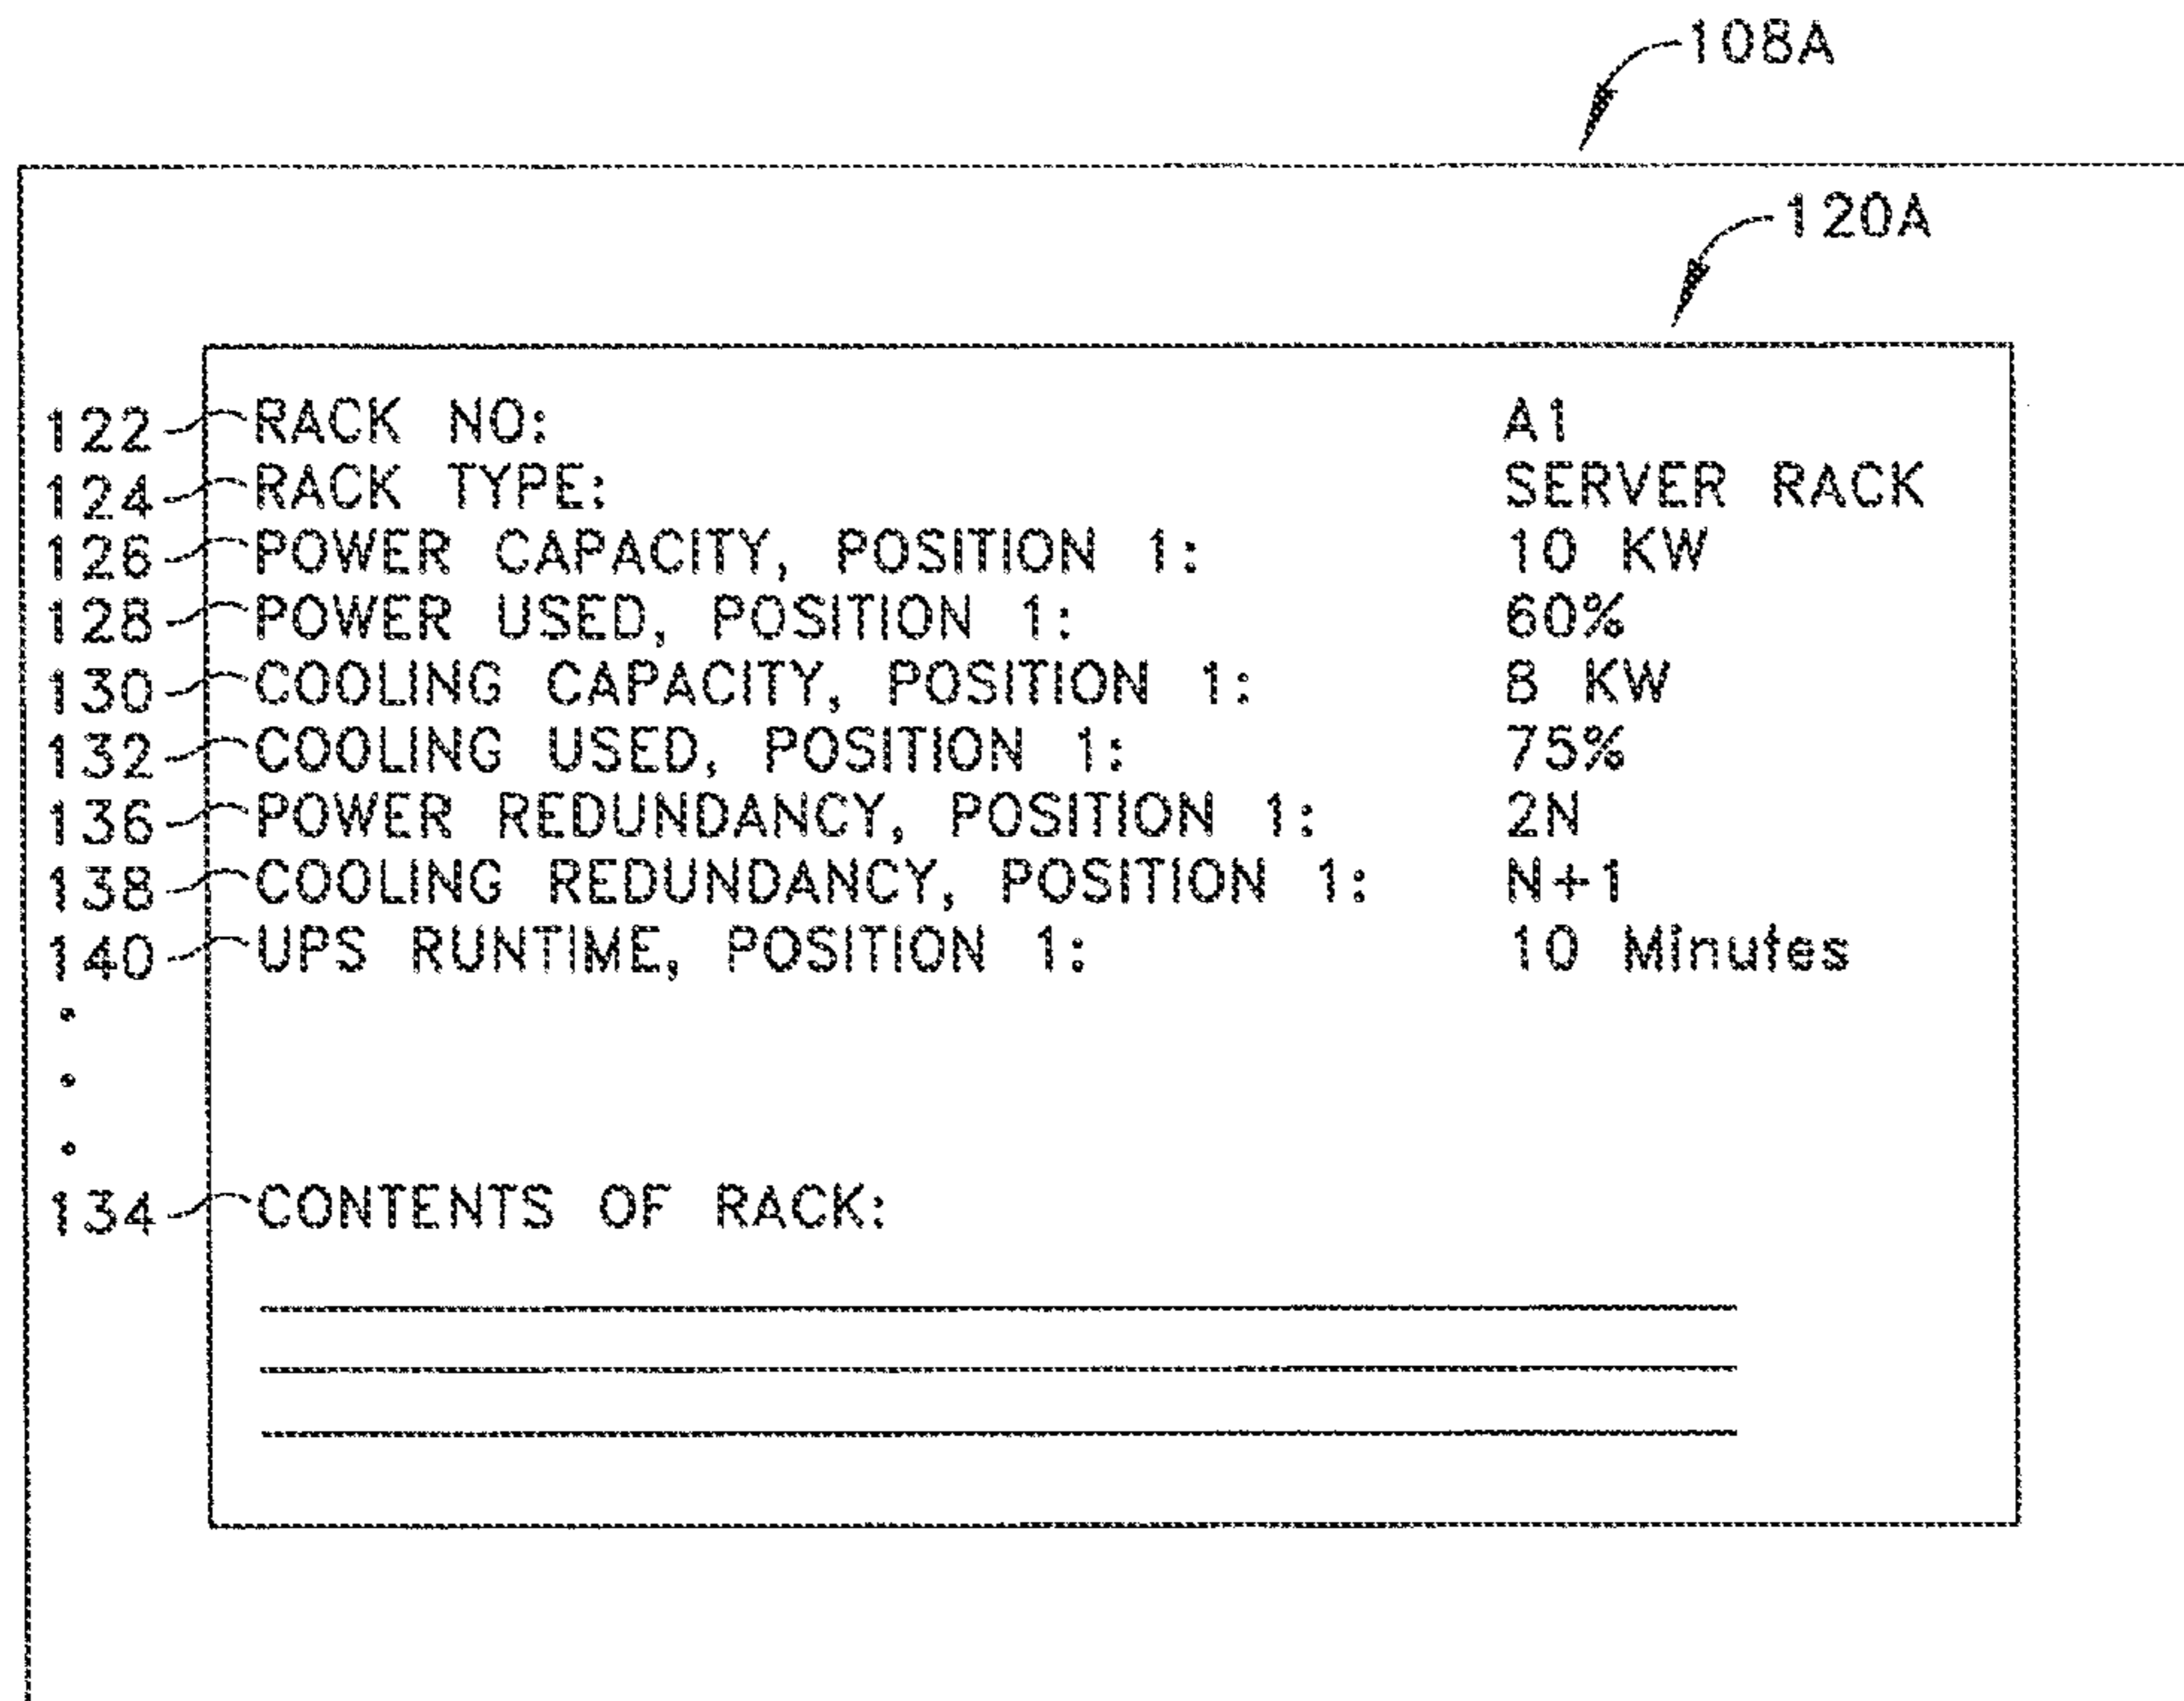 108A
120A
122 RACK NO: A1
124 RACK TYPE: SERVER RACK
126 POWER CAPACITY, POSITION 1: 10 KW
128 POWER USED, POSITION 1: 60%
130 COOLING CAPACITY, POSITION 1: 8 KW
132 COOLING USED, POSITION 1: 75%
136 POWER REDUNDANCY, POSITION 1: 2N
138 COOLING REDUNDANCY, POSITION 1: N+1
140 UPS RUNTIME, POSITION 1: 10 Minutes
134 CONTENTS OF RACK: